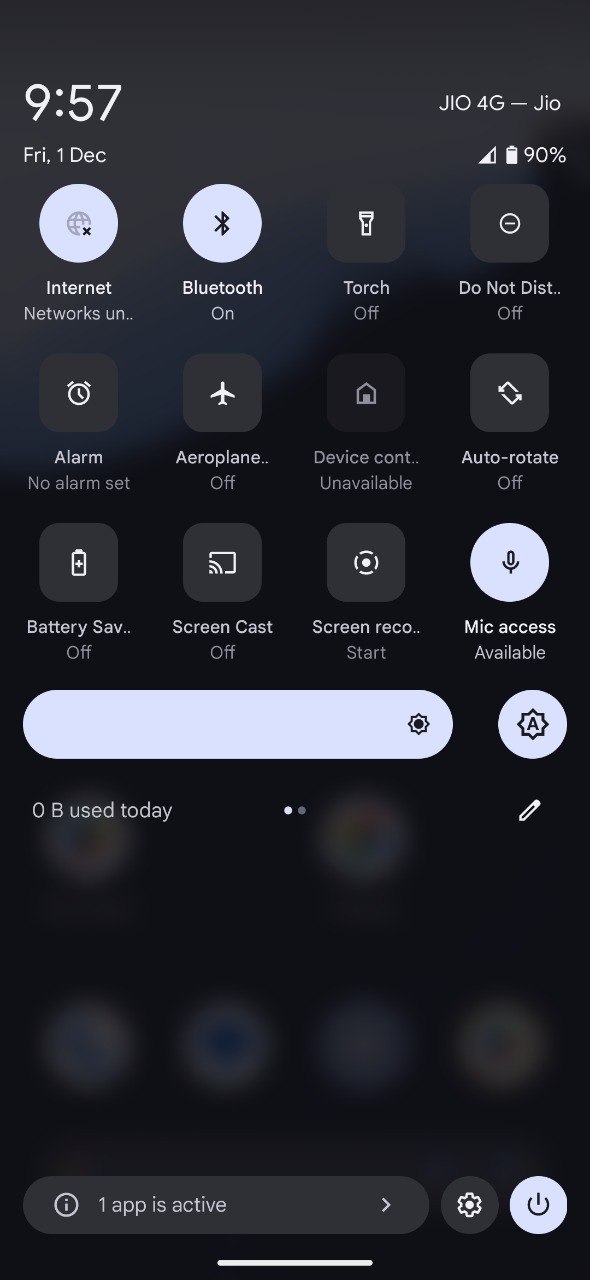 9:57
JIO 4G — Jio
Fri, 1 Dec
90%
Internet
Networks un..
Bluetooth
On
Torch
Off
Do Not Dist..
Off
Alarm
No alarm set
Aeroplane..
Off
Device cont..
Unavailable
Auto-rotate
Off
Battery Sav..
Off
Screen Cast
Off
Screen reco..
Start
Mic access
Available
A
0 B used today
1 app is active